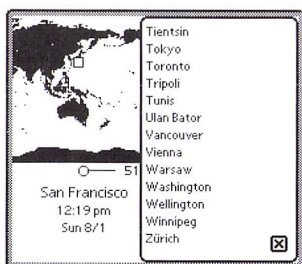 51
San Francisco
12:19 pm
Sun 8/1
Tientsin
Tokyo
Toronto
Tripoli
Tunis
Ulan Bator
Vancouver
Vienna
Warsaw
Washington
Wellington
Winnipeg
Zürich